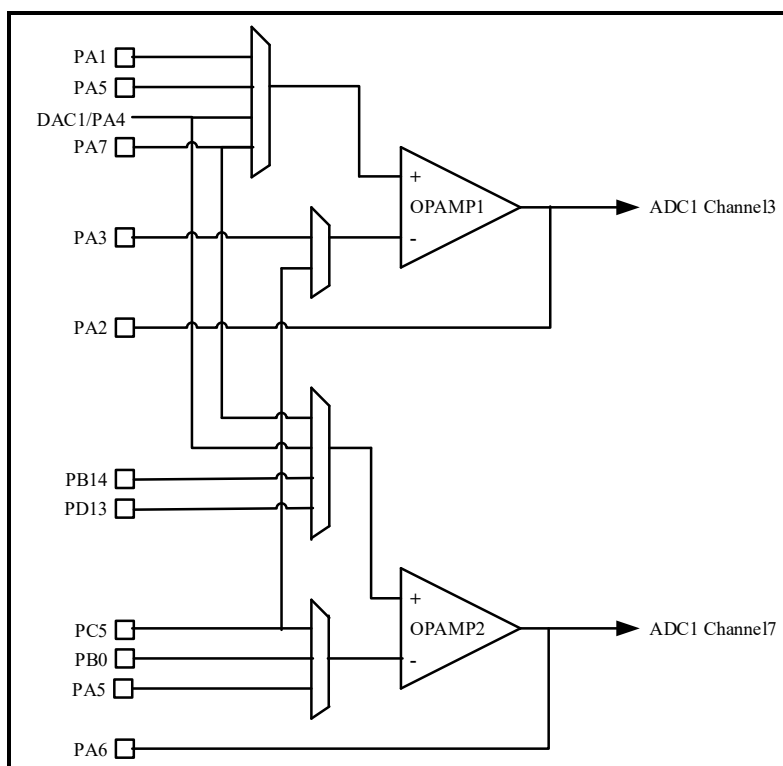 PA1
PA5
DAC1/PA4
PA7
+
OPAMP1
-
ADC1 Channel3
PA3
PA2
PB14
PD13
+
OPAMP2
-
ADC1 Channel7
PC5
PB0
PA5
PA6